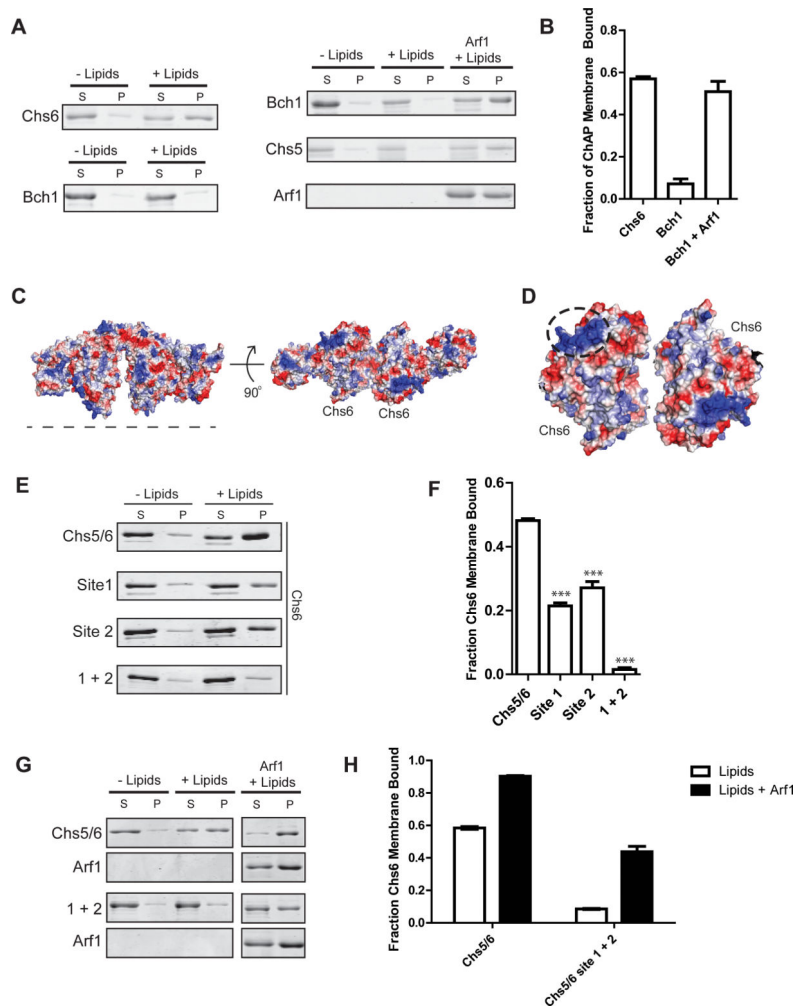 A
- Lipids + Lipids
S P S P
Chs6
- Lipids + Lipids
S P S P
Bch1
Arf1
- Lipids + Lipids + Lipids
S P S P S P
Bch1
Chs5
Arf1
B
Fraction of ChAP Membrane Bound
0.8
0.6
0.4
0.2
0.0
Chs6
Bch1
Bch1 + Arf1
C
90°
Chs6 Chs6
D
Chs6
Chs6
E
- Lipids + Lipids
S P S P
Chs5/6
Site1
Site 2
1 + 2
Chs6
F
Fraction Chs6 Membrane Bound
0.6
0.4
0.2
0.0
***
***
***
Chs5/6
Site 1
Site 2
1 + 2
G
Arf1
- Lipids + Lipids + Lipids
S P S P S P
Chs5/6
Arf1
1 + 2
Arf1
H
Fraction Chs6 Membrane Bound
1.0
0.8
0.6
0.4
0.2
0.0
Chs5/6
Chs5/6 site 1 + 2
Lipids
Lipids + Arf1